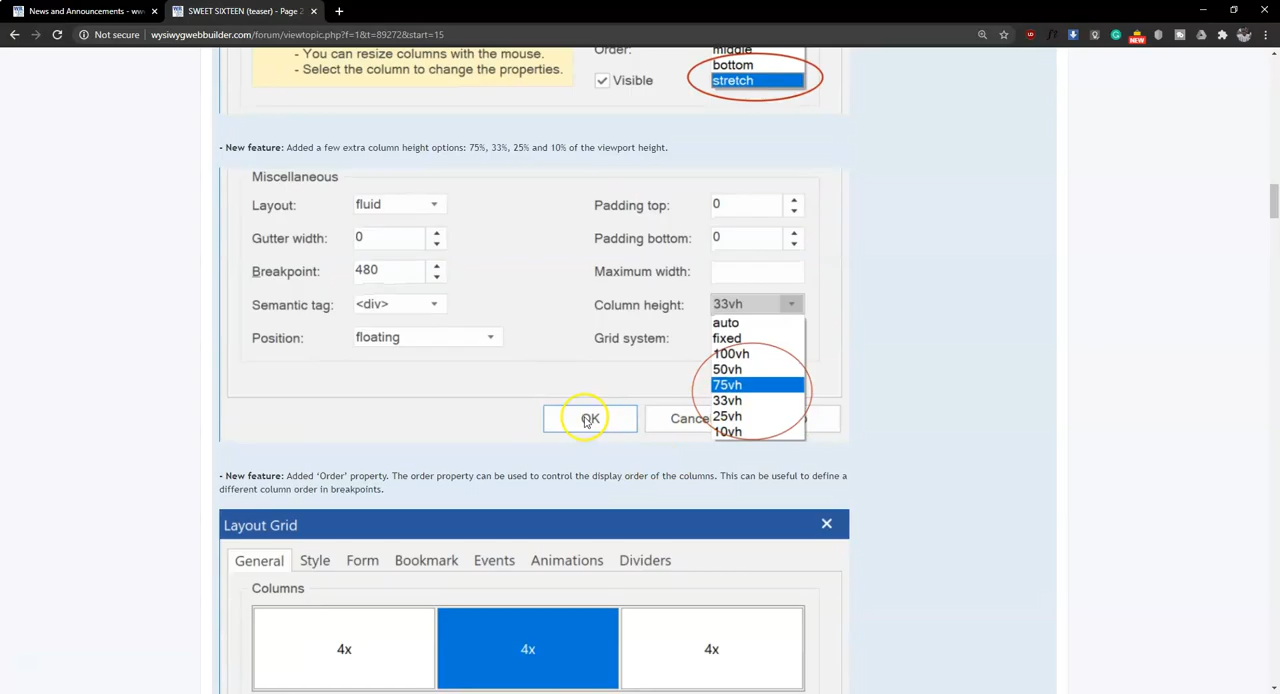 News and Announcements - ww
SWEET SIXTEEN (teaser) - Page 2
Not secure
wysiwygwebbuilder.com/forum/viewtopic.php?f=1&t=89272&start=15
NEW
- You can resize columns with the mouse.
- Select the column to change the properties.
Order:
middle
bottom
stretch
Visible
- New feature: Added a few extra column height options: 75%, 33%, 25% and 10% of the viewport height.
Miscellaneous
Layout: fluid
Padding top: 0
Gutter width: 0
Padding bottom: 0
Breakpoint: 480
Maximum width:
Semantic tag: <div>
Column height: 33vh
Position: floating
Grid system:
auto
fixed
100vh
50vh
75vh
33vh
25vh
10vh
OK
Cancel
- New feature: Added ‘Order’ property. The order property can be used to control the display order of the columns. This can be useful to define a
different column order in breakpoints.
Layout Grid
General Style Form Bookmark Events Animations Dividers
Columns
4x 4x 4x